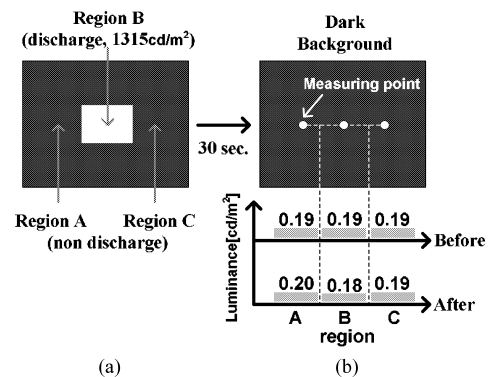 Region B
(discharge, 1315cd/m²)
Dark
Background
Measuring point
30 sec.
Region A
Region C
(non discharge)
Luminance[cd/m²]
0.19 0.19 0.19
Before
0.20 0.18 0.19
After
A B C
region
(a)
(b)